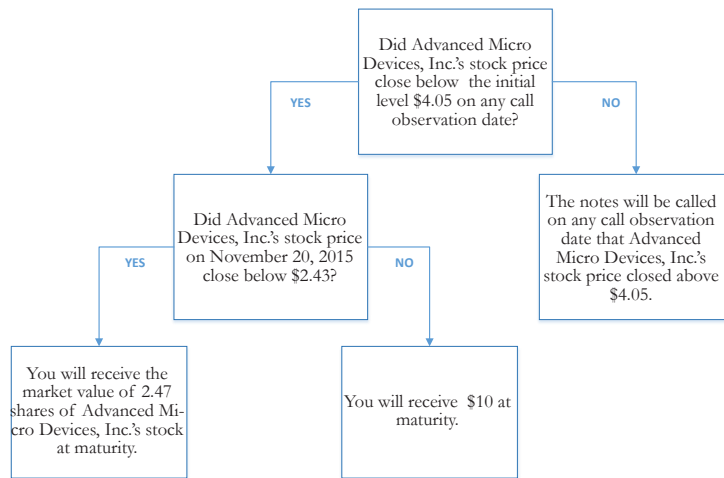 Did Advanced Micro
Devices, Inc.'s stock price
close below the initial
level $4.05 on any call
observation date?
YES
NO
Did Advanced Micro
Devices, Inc.'s stock price
on November 20, 2015
close below $2.43?
The notes will be called
on any call observation
date that Advanced
Micro Devices, Inc.'s
stock price closed above
$4.05.
YES
NO
You will receive the
market value of 2.47
shares of Advanced Mi-
cro Devices, Inc.'s stock
at maturity.
You will receive $10 at
maturity.